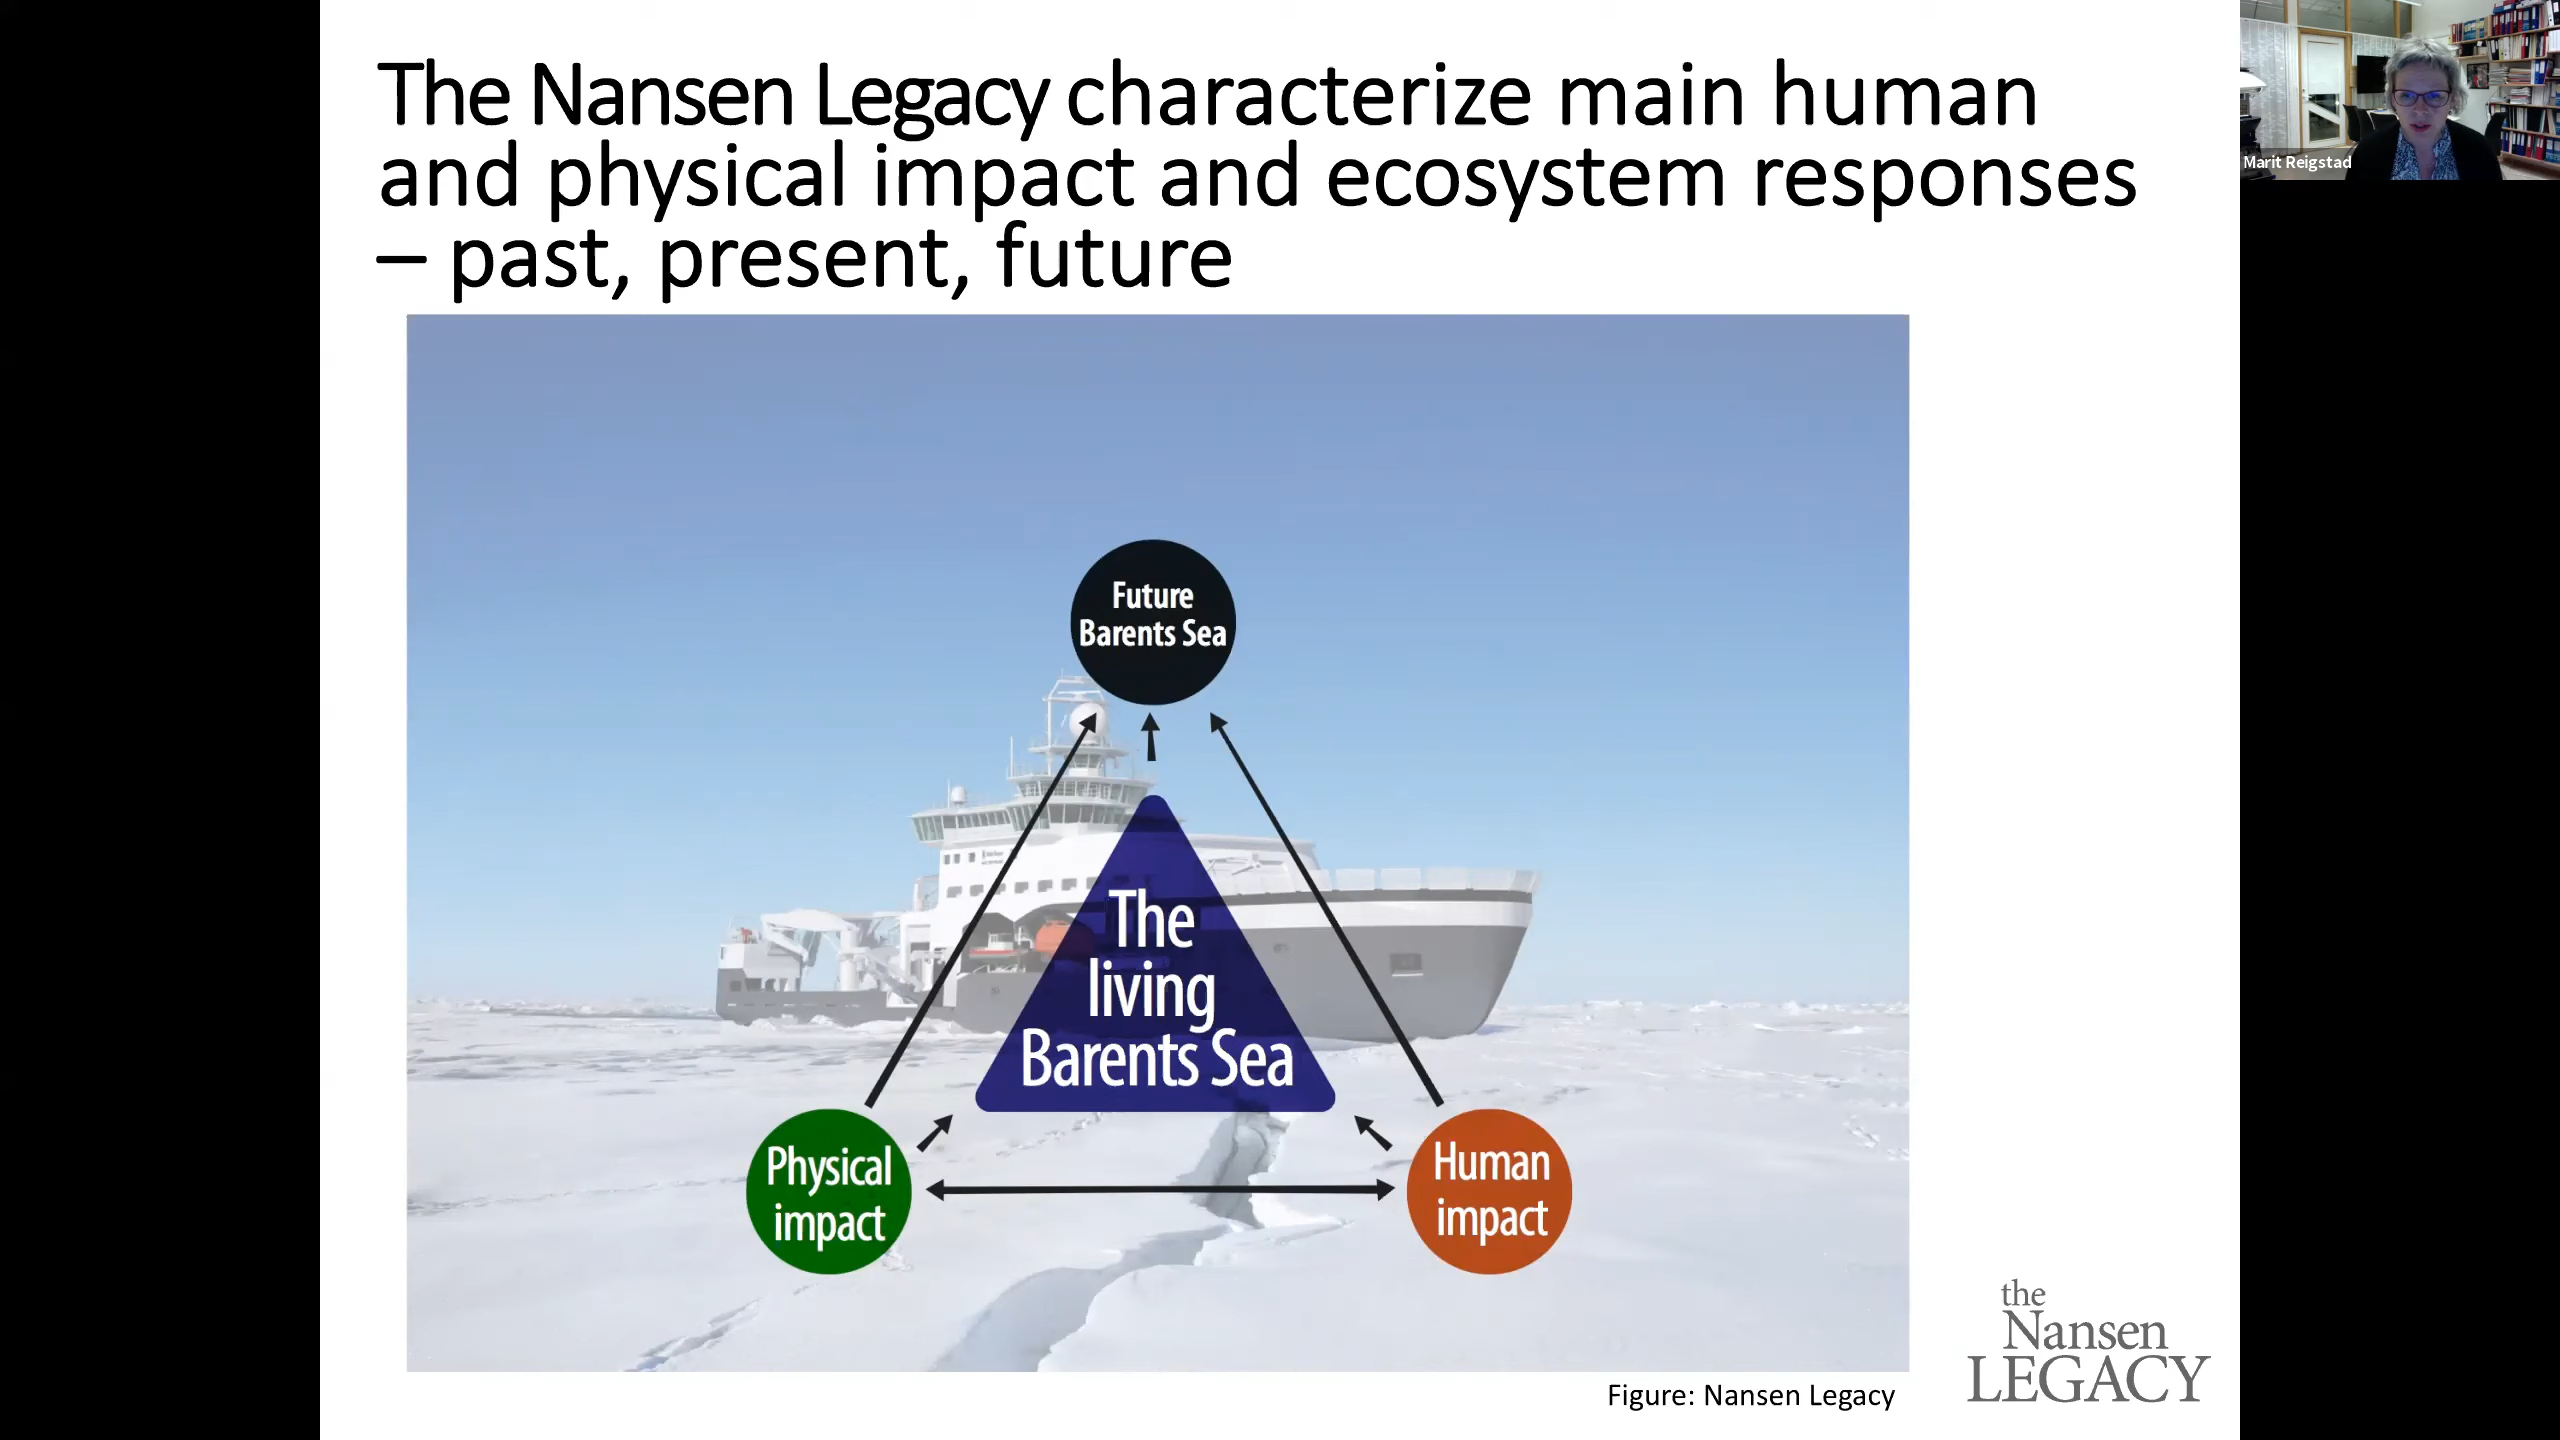 The Nansen Legacy characterize main human
and physical impact and ecosystem responses
– past, present, future
Marit Reigstad
Future
Barents Sea
The
living
Barents Sea
Physical
impact
Human
impact
Figure: Nansen Legacy
the
Nansen
LEGACY